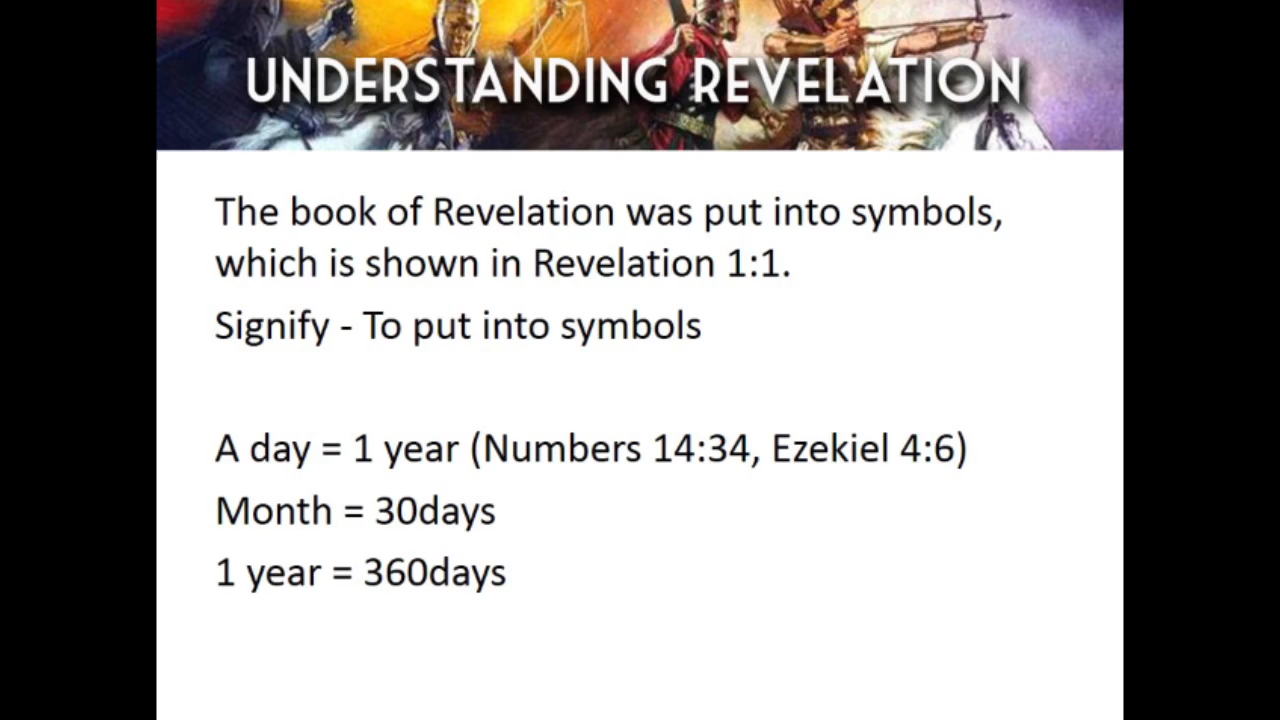 UNDERSTANDING REVELATION
The book of Revelation was put into symbols,
which is shown in Revelation 1:1.
Signify - To put into symbols
A day = 1 year (Numbers 14:34, Ezekiel 4:6)
Month = 30days
1 year = 360days